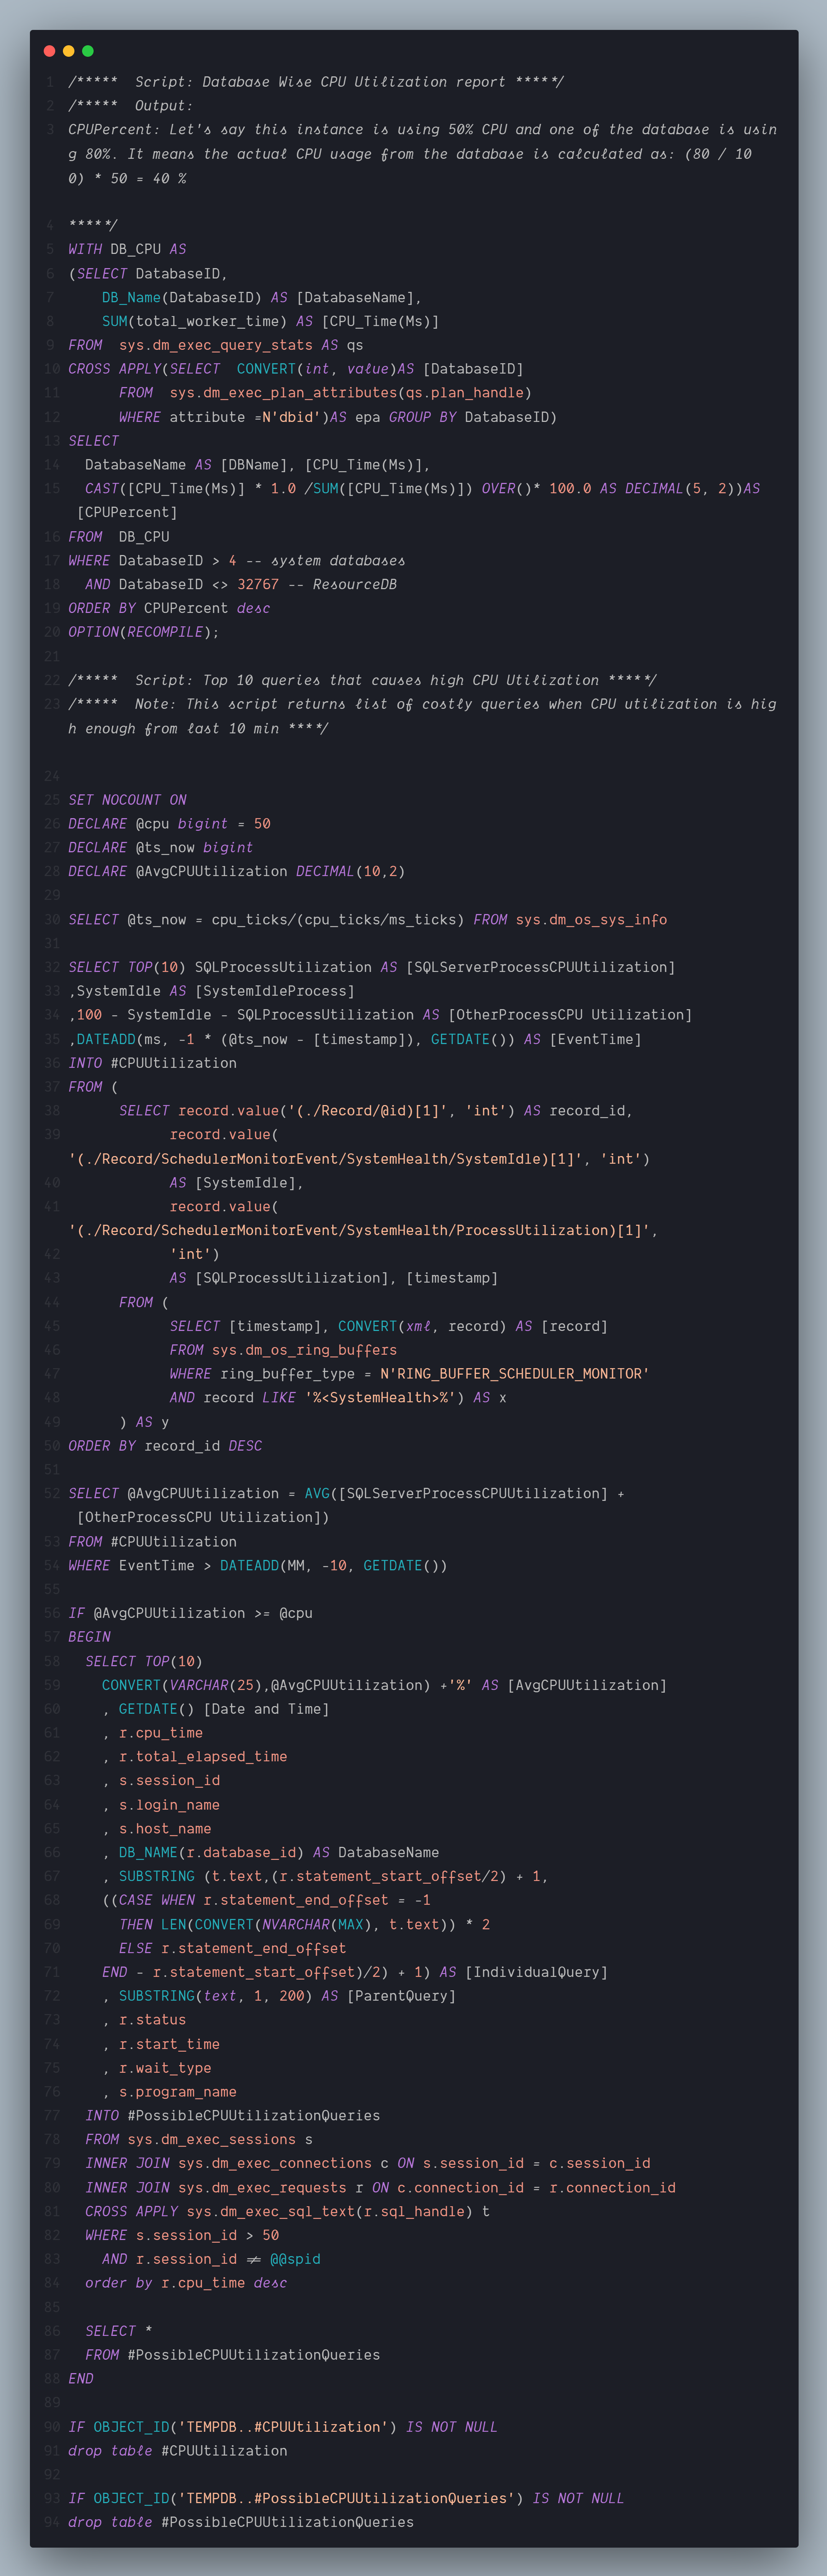 1 /***** Script: Database Wise CPU Utilization report *****/
2 /***** Output:
3 CPUPercent: Let's say this instance is using 50% CPU and one of the database is usin
g 80%. It means the actual CPU usage from the database is calculated as: (80 / 10
0) * 50 = 40 %
4 *****/
5 WITH DB_CPU AS
6 (SELECT DatabaseID,
7     DB_Name(DatabaseID) AS [DatabaseName],
8     SUM(total_worker_time) AS [CPU_Time(Ms)]
9 FROM  sys.dm_exec_query_stats AS qs
10 CROSS APPLY(SELECT  CONVERT(int, value)AS [DatabaseID]
11       FROM  sys.dm_exec_plan_attributes(qs.plan_handle)
12       WHERE attribute =N'dbid')AS epa GROUP BY DatabaseID)
13 SELECT
14   DatabaseName AS [DBName], [CPU_Time(Ms)],
15   CAST([CPU_Time(Ms)] * 1.0 /SUM([CPU_Time(Ms)]) OVER()* 100.0 AS DECIMAL(5, 2))AS
 [CPUPercent]
16 FROM  DB_CPU
17 WHERE DatabaseID > 4 -- system databases
18   AND DatabaseID <> 32767 -- ResourceDB
19 ORDER BY CPUPercent desc
20 OPTION(RECOMPILE);
21
22 /*****  Script: Top 10 queries that causes high CPU Utilization *****/
23 /*****  Note: This script returns list of costly queries when CPU utilization is hig
h enough from last 10 min ****/
24
25 SET NOCOUNT ON
26 DECLARE @cpu bigint = 50
27 DECLARE @ts_now bigint
28 DECLARE @AvgCPUUtilization DECIMAL(10,2)
29
30 SELECT @ts_now = cpu_ticks/(cpu_ticks/ms_ticks) FROM sys.dm_os_sys_info
31
32 SELECT TOP(10) SQLProcessUtilization AS [SQLServerProcessCPUUtilization]
33 ,SystemIdle AS [SystemIdleProcess]
34 ,100 - SystemIdle - SQLProcessUtilization AS [OtherProcessCPU Utilization]
35 ,DATEADD(ms, -1 * (@ts_now - [timestamp]), GETDATE()) AS [EventTime]
36 INTO #CPUUtilization
37 FROM (
38       SELECT record.value('(./Record/@id)[1]', 'int') AS record_id,
39             record.value(
'(./Record/SchedulerMonitorEvent/SystemHealth/SystemIdle)[1]', 'int')
40             AS [SystemIdle],
41             record.value(
'(./Record/SchedulerMonitorEvent/SystemHealth/ProcessUtilization)[1]',
42             'int')
43             AS [SQLProcessUtilization], [timestamp]
44       FROM (
45             SELECT [timestamp], CONVERT(xml, record) AS [record]
46             FROM sys.dm_os_ring_buffers
47             WHERE ring_buffer_type = N'RING_BUFFER_SCHEDULER_MONITOR'
48             AND record LIKE '%<SystemHealth>%') AS x
49       ) AS y
50 ORDER BY record_id DESC
51
52 SELECT @AvgCPUUtilization = AVG([SQLServerProcessCPUUtilization] +
 [OtherProcessCPU Utilization])
53 FROM #CPUUtilization
54 WHERE EventTime > DATEADD(MM, -10, GETDATE())
55
56 IF @AvgCPUUtilization >= @cpu
57 BEGIN
58   SELECT TOP(10)
59     CONVERT(VARCHAR(25),@AvgCPUUtilization) +'%' AS [AvgCPUUtilization]
60     , GETDATE() [Date and Time]
61     , r.cpu_time
62     , r.total_elapsed_time
63     , s.session_id
64     , s.login_name
65     , s.host_name
66     , DB_NAME(r.database_id) AS DatabaseName
67     , SUBSTRING (t.text,(r.statement_start_offset/2) + 1,
68     ((CASE WHEN r.statement_end_offset = -1
69       THEN LEN(CONVERT(NVARCHAR(MAX), t.text)) * 2
70       ELSE r.statement_end_offset
71     END - r.statement_start_offset)/2) + 1) AS [IndividualQuery]
72     , SUBSTRING(text, 1, 200) AS [ParentQuery]
73     , r.status
74     , r.start_time
75     , r.wait_type
76     , s.program_name
77   INTO #PossibleCPUUtilizationQueries
78   FROM sys.dm_exec_sessions s
79   INNER JOIN sys.dm_exec_connections c ON s.session_id = c.session_id
80   INNER JOIN sys.dm_exec_requests r ON c.connection_id = r.connection_id
81   CROSS APPLY sys.dm_exec_sql_text(r.sql_handle) t
82   WHERE s.session_id > 50
83     AND r.session_id != @@spid
84   order by r.cpu_time desc
85
86   SELECT *
87   FROM #PossibleCPUUtilizationQueries
88 END
89
90 IF OBJECT_ID('TEMPDB..#CPUUtilization') IS NOT NULL
91 drop table #CPUUtilization
92
93 IF OBJECT_ID('TEMPDB..#PossibleCPUUtilizationQueries') IS NOT NULL
94 drop table #PossibleCPUUtilizationQueries